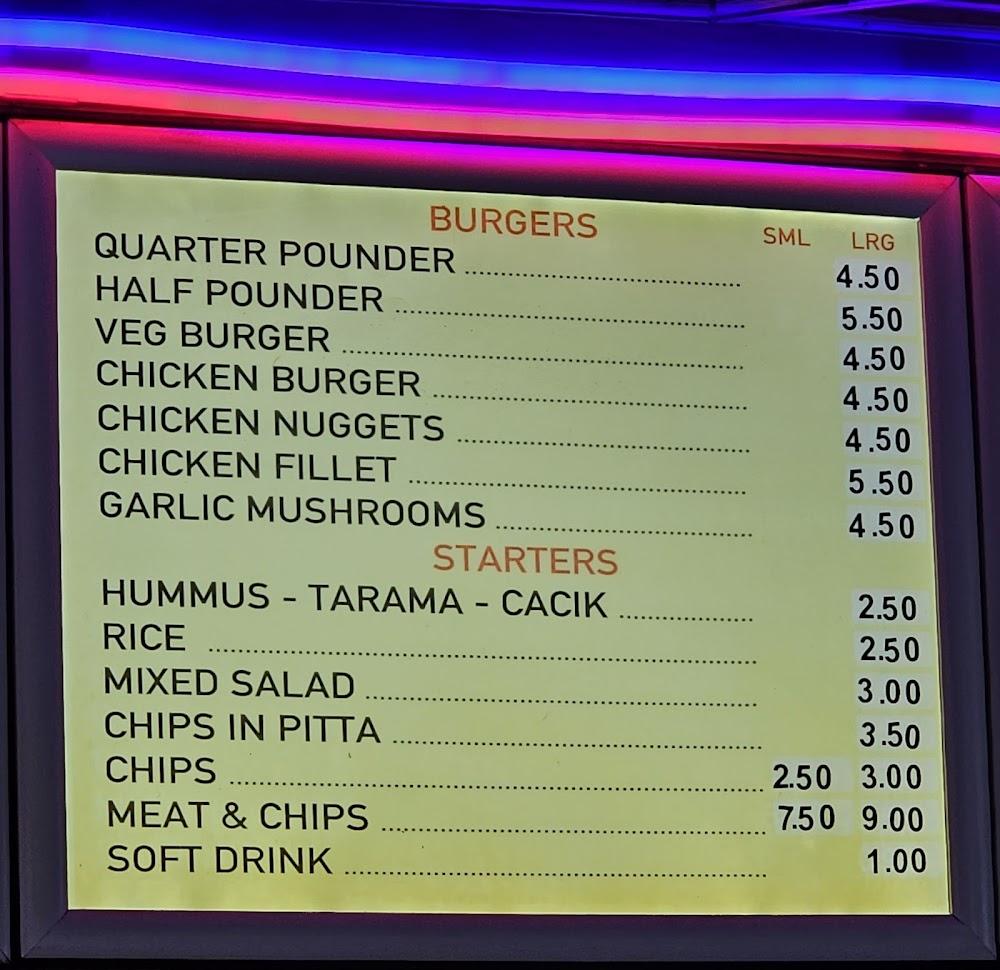 BURGERS SML LRG
QUARTER POUNDER 4.50
HALF POUNDER 5.50
VEG BURGER 4.50
CHICKEN BURGER 4.50
CHICKEN NUGGETS 4.50
CHICKEN FILLET 5.50
GARLIC MUSHROOMS 4.50
STARTERS
HUMMUS - TARAMA - CACIK 2.50
RICE 2.50
MIXED SALAD 3.00
CHIPS IN PITTA 3.50
CHIPS 2.50 3.00
MEAT & CHIPS 7.50 9.00
SOFT DRINK 1.00